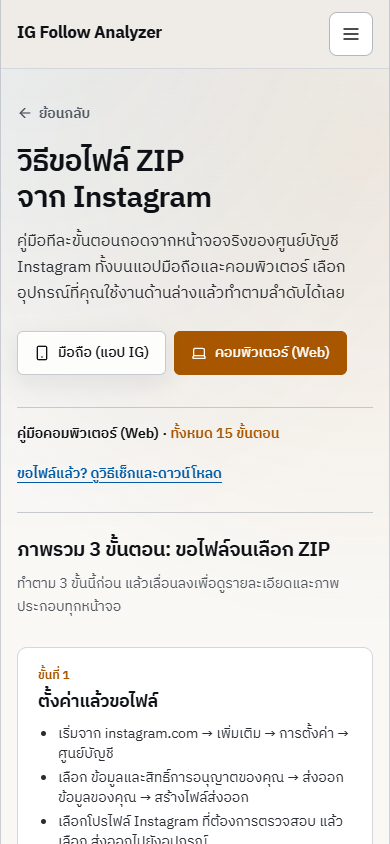 IG Follow Analyzer
← ย้อนกลับ
วิธีขอไฟล์ ZIP
จาก Instagram
คู่มือทีละขั้นตอนถอดจากหน้าจอจริงของศูนย์บัญชี
Instagram ทั้งบนแอปมือถือและคอมพิวเตอร์ เลือก
อุปกรณ์ที่คุณใช้งานด้านล่างแล้วทำตามลำดับได้เลย
มือถือ (แอป IG)
คอมพิวเตอร์ (Web)
คู่มือคอมพิวเตอร์ (Web) · ทั้งหมด 15 ขั้นตอน
ขอไฟล์แล้ว? ดูวิธีเช็กและดาวน์โหลด
ภาพรวม 3 ขั้นตอน: ขอไฟล์จนเลือก ZIP
ทำตาม 3 ขั้นนี้ก่อน แล้วเลื่อนลงเพื่อดูรายละเอียดและภาพ
ประกอบทุกหน้าจอ
ขั้นที่ 1
ตั้งค่าแล้วขอไฟล์
• เริ่มจาก instagram.com → เพิ่มเติม → การตั้งค่า →
ศูนย์บัญชี
• เลือก ข้อมูลและสิทธิ์การอนุญาตของคุณ → ส่งออก
ข้อมูลของคุณ → สร้างไฟล์ส่งออก
• เลือกโปรไฟล์ Instagram ที่ต้องการตรวจสอบ แล้ว
เลือก ส่งออกไปยังอุปกรณ์